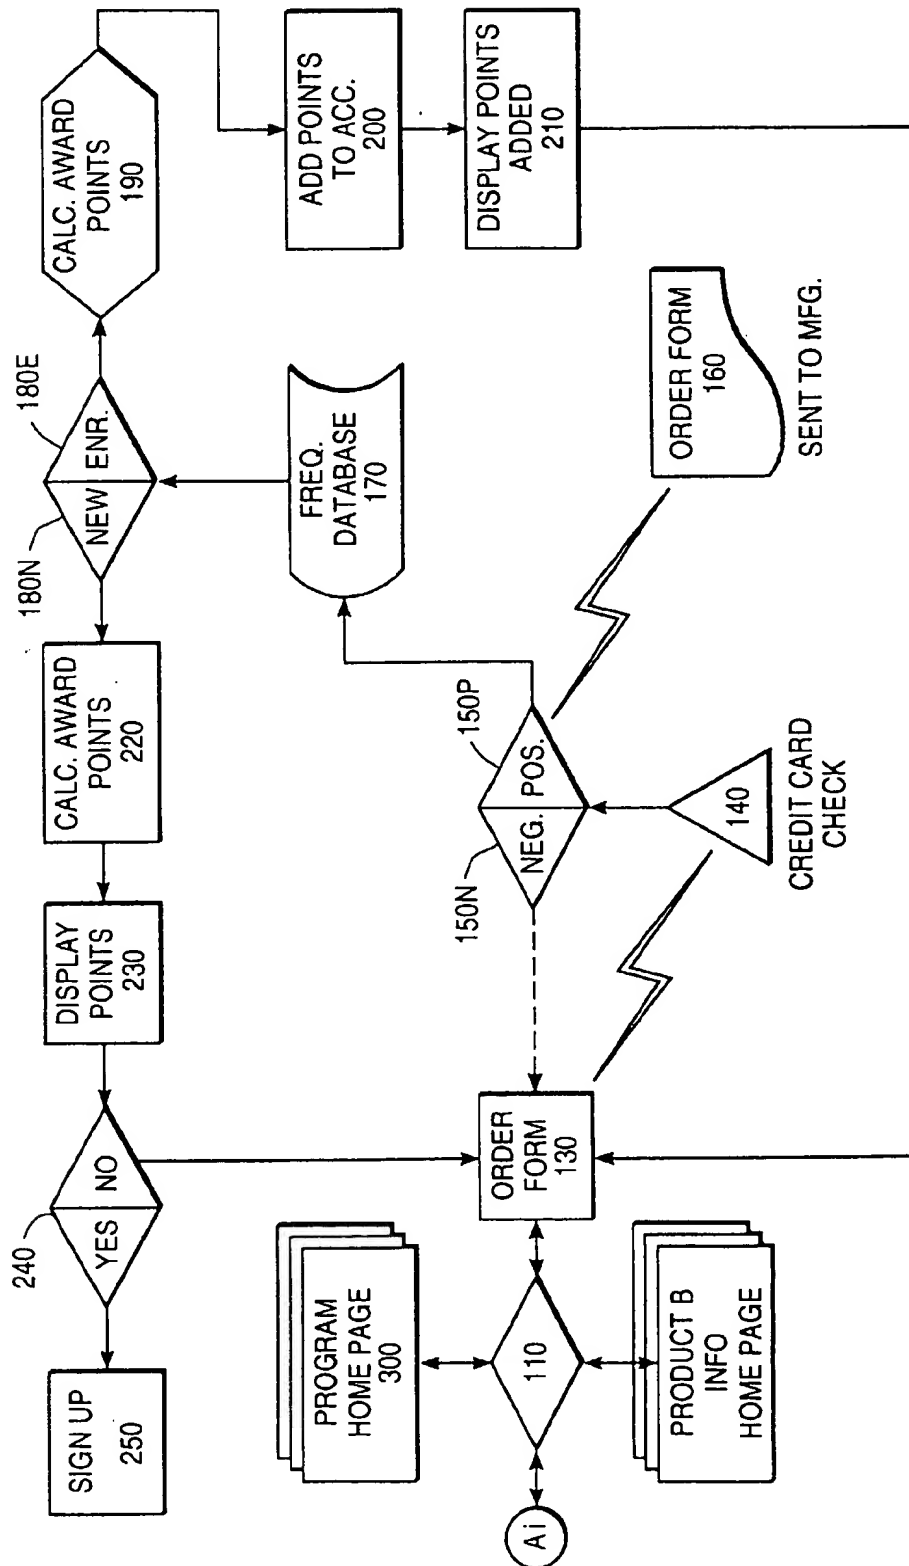 SIGN UP
250
240
YES
NO
DISPLAY
POINTS
230
CALC. AWARD
POINTS
220
180N
NEW
ENR.
180E
CALC. AWARD
POINTS
190
PROGRAM
HOME PAGE
300
FREQ.
DATABASE
170
ADD POINTS
TO ACC.
200
Ai
110
ORDER
FORM
130
150N
NEG.
POS.
150P
DISPLAY POINTS
ADDED
210
PRODUCT B
INFO
HOME PAGE
140
CREDIT CARD
CHECK
ORDER FORM
160
SENT TO MFG.